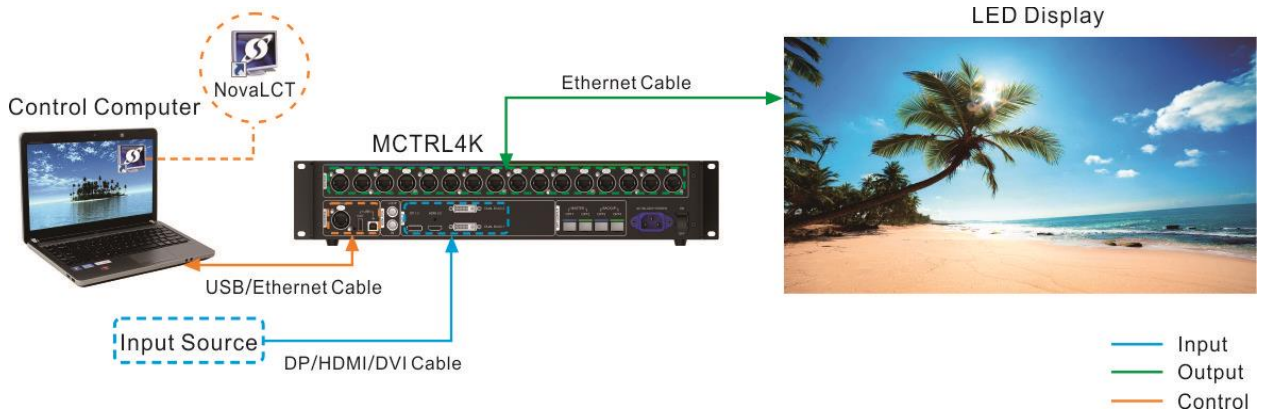 LED Display
NovaLCT
Control Computer
Ethernet Cable
MCTRL4K
USB/Ethernet Cable
Input Source
DP/HDMI/DVI Cable
Input
Output
Control